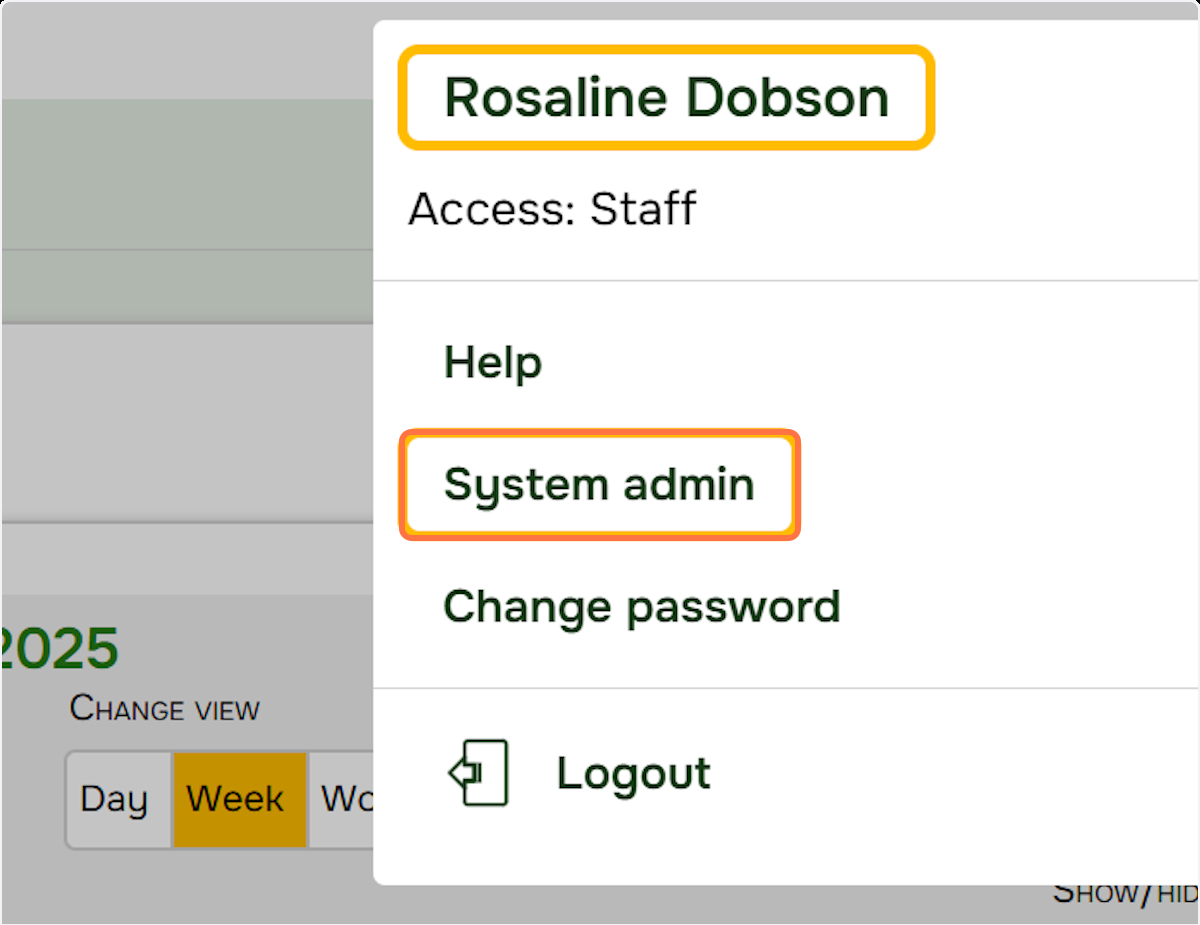 Rosaline Dobson
Access: Staff
Help
System admin
Change password
Logout
2025
CHANGE VIEW
Day Week Wo
SHOW/HID